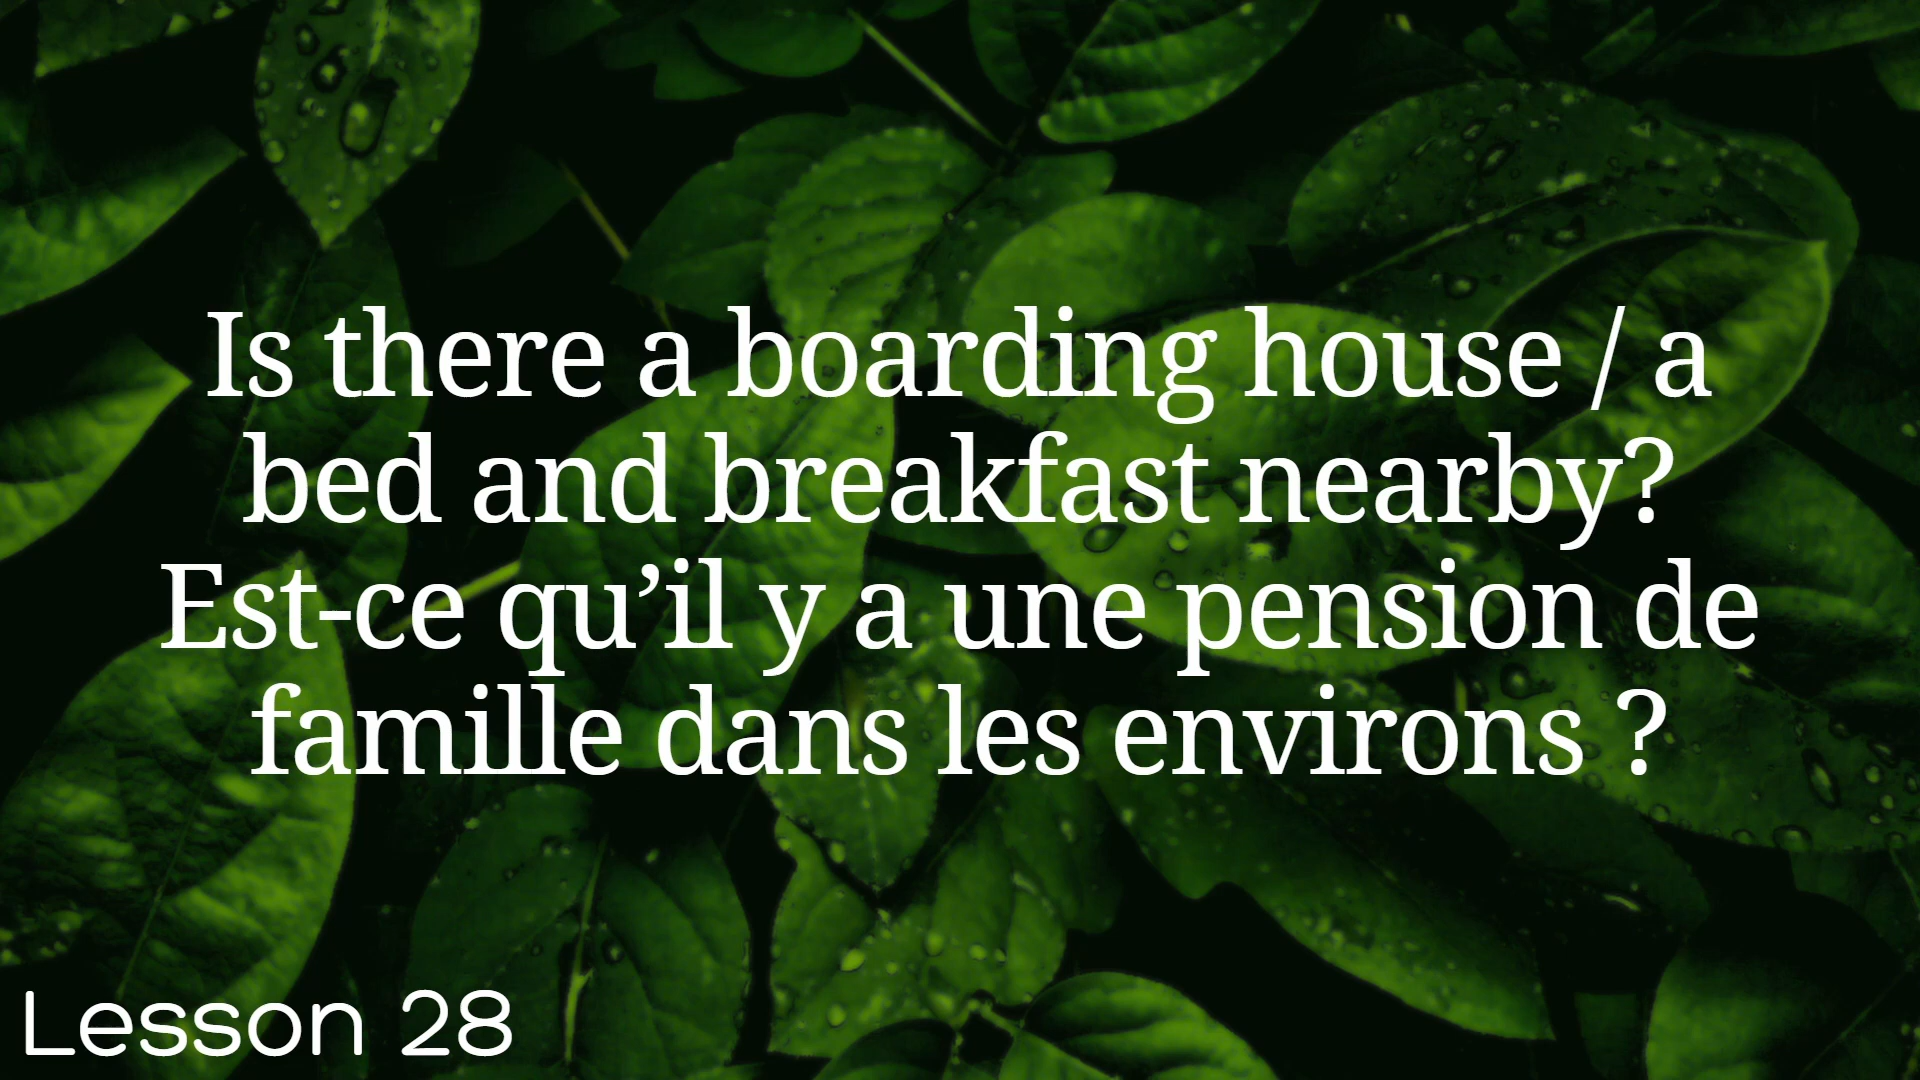 Is there a boarding house / a
bed and breakfast nearby?
Est-ce qu’il y a une pension de
famille dans les environs ?
Lesson 28